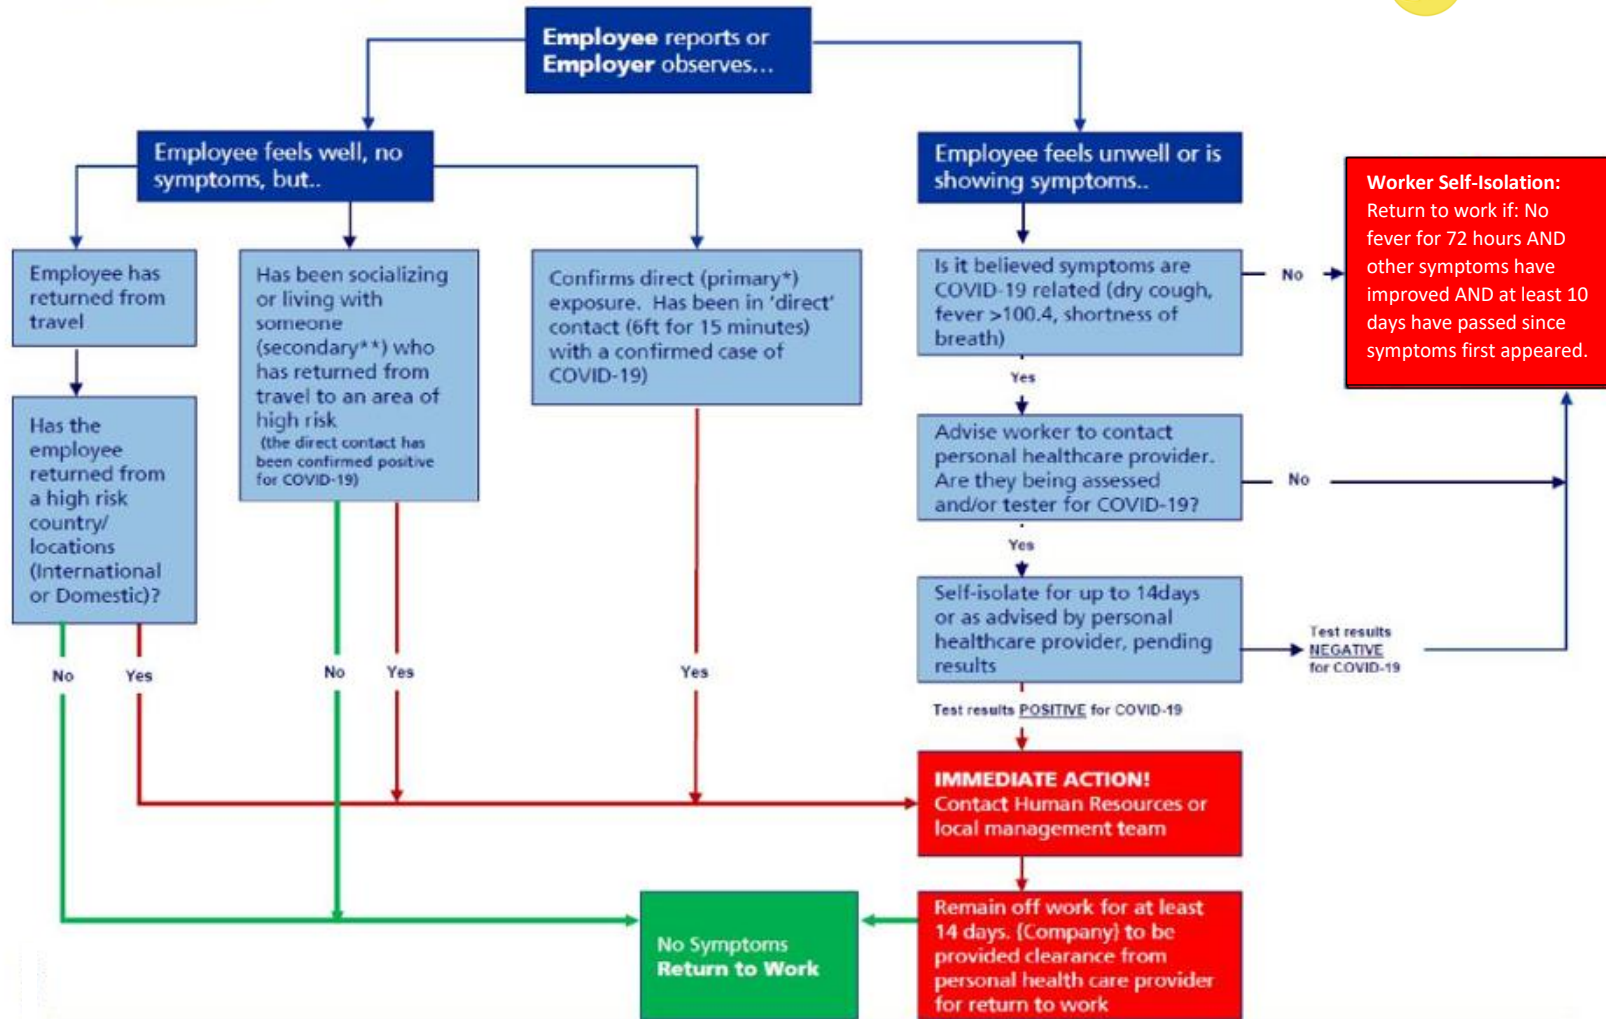 Employee reports or
Employer observes...
Employee feels well, no
symptoms, but..
Employee feels unwell or is
showing symptoms..
Worker Self-Isolation:
Return to work if: No
fever for 72 hours AND
other symptoms have
improved AND at least 10
days have passed since
symptoms first appeared.
Employee has
returned from
travel
Has been socializing
or living with
someone
(secondary**) who
has returned from
travel to an area of
high risk
(the direct contact has
been confirmed positive
for COVID-19)
Confirms direct (primary*)
exposure. Has been in ‘direct’
contact (6ft for 15 minutes)
with a confirmed case of
COVID-19)
Is it believed symptoms are
COVID-19 related (dry cough,
fever >100.4, shortness of
breath)
No
Yes
Has the
employee
returned from
a high risk
country/
locations
(International
or Domestic)?
Advise worker to contact
personal healthcare provider.
Are they being assessed
and/or tester for COVID-19?
No
Yes
Self-isolate for up to 14days
or as advised by personal
healthcare provider, pending
results
Test results
NEGATIVE
for COVID-19
No
Yes
No
Yes
Yes
Test results POSITIVE for COVID-19
IMMEDIATE ACTION!
Contact Human Resources or
local management team
No Symptoms
Return to Work
Remain off work for at least
14 days. {Company} to be
provided clearance from
personal health care provider
for return to work